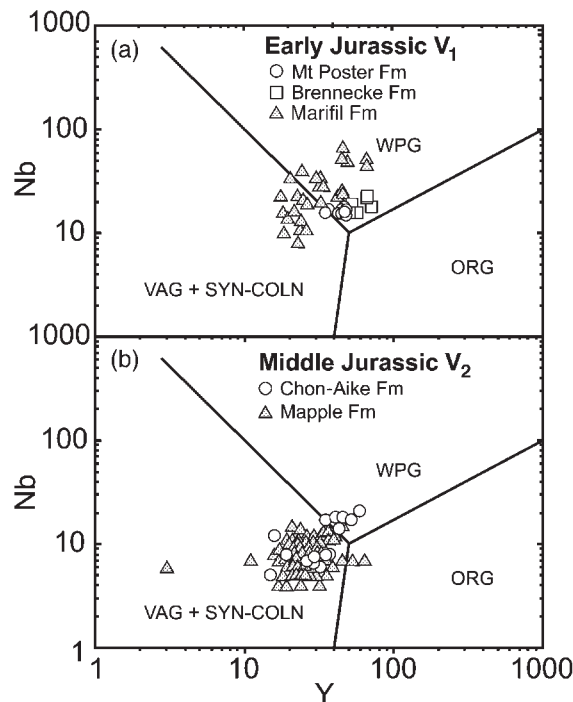 1000
(a)
Early Jurassic V1
Mt Poster Fm
Brennecke Fm
Marifil Fm
100
WPG
Nb
10
ORG
VAG + SYN-COLN
1000
(b)
Middle Jurassic V2
Chon-Aike Fm
Mapple Fm
100
WPG
Nb
10
ORG
VAG + SYN-COLN
1
1 10 100 1000
Y